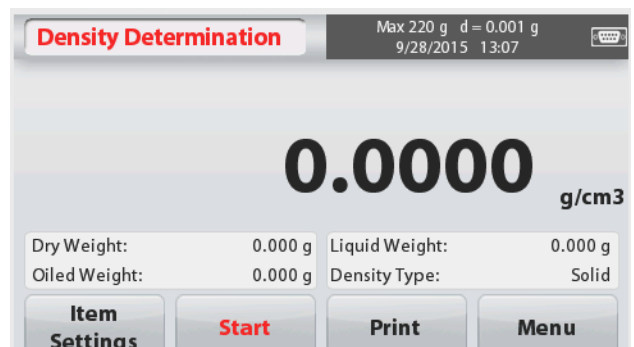 Density Determination
Max 220 g d = 0.001 g
9/28/2015 13:07
0.0000
g/cm3
Dry Weight: 0.000 g Liquid Weight: 0.000 g
Oiled Weight: 0.000 g Density Type: Solid
Item
Settings
Start
Print
Menu